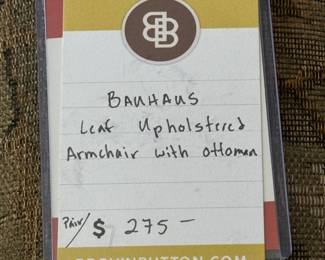 BAUHAUS
Leaf Upholstered
Armchair with ottoman
Pair/ $ 275 —